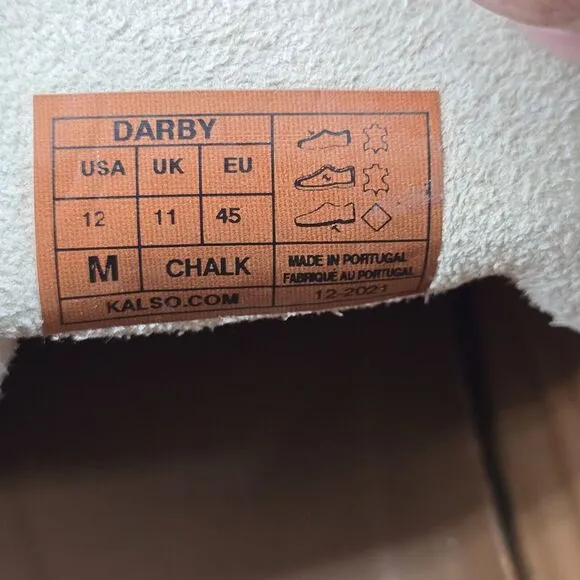 DARBY
USA UK EU
12 11 45
M CHALK
KALSO.COM
MADE IN PORTUGAL
FABRIQUÉ AU PORTUGAL
12-2021